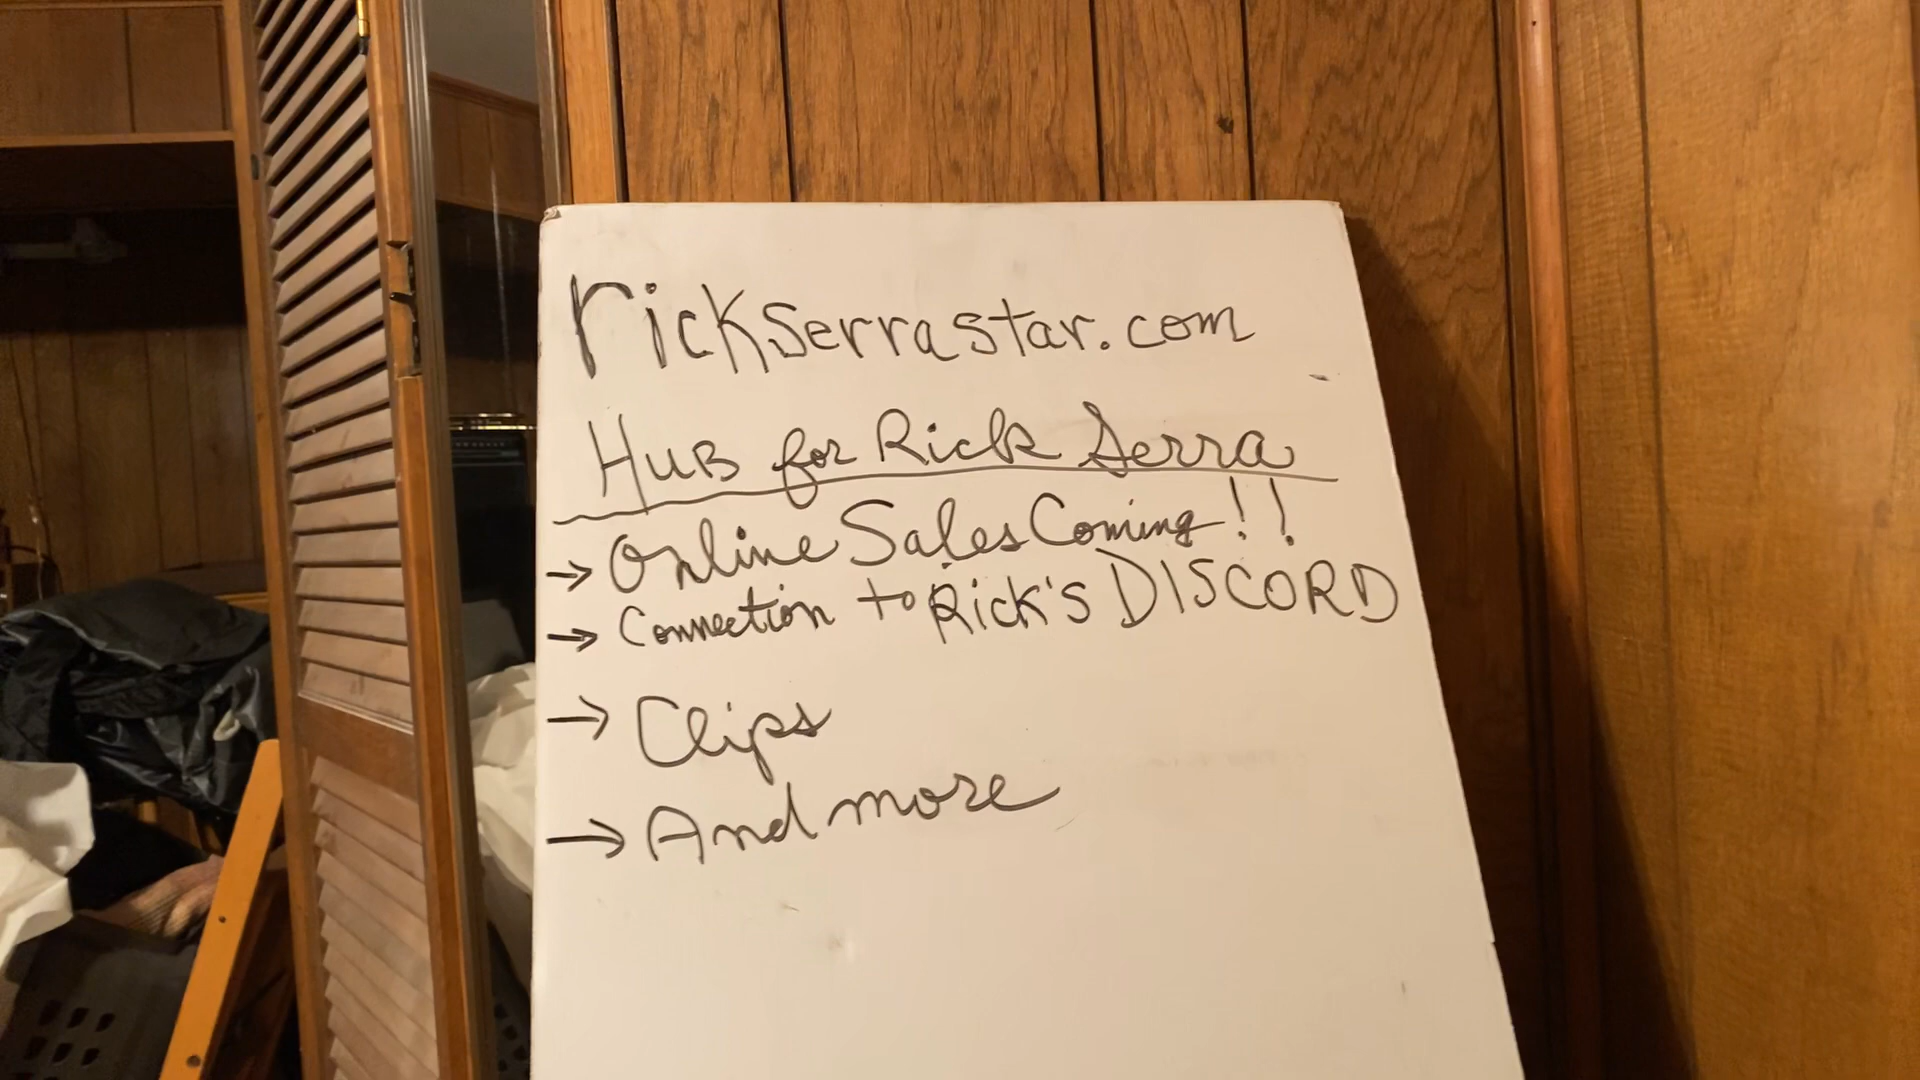 rickserrastar.com
HUB for Rick Serra
→ Online Sales Coming!!
→ Connection to Rick's DISCORD
→ Clips
→ And more